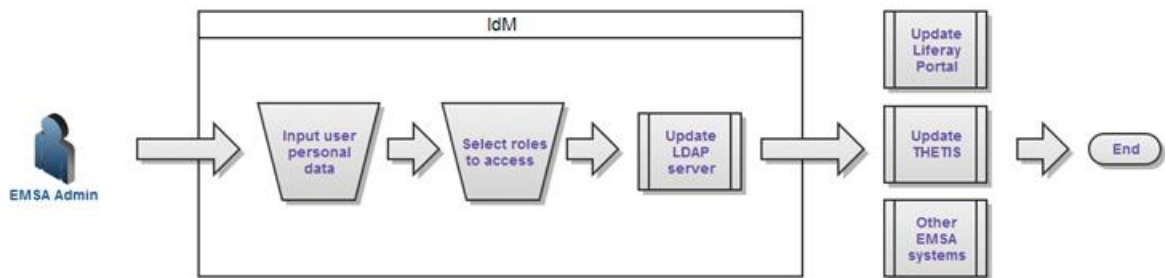 IdM
EMSA Admin
Input user
personal
data
Select roles
to access
Update
LDAP
server
Update
Liferay
Portal
Update
THETIS
Other
EMSA
systems
End